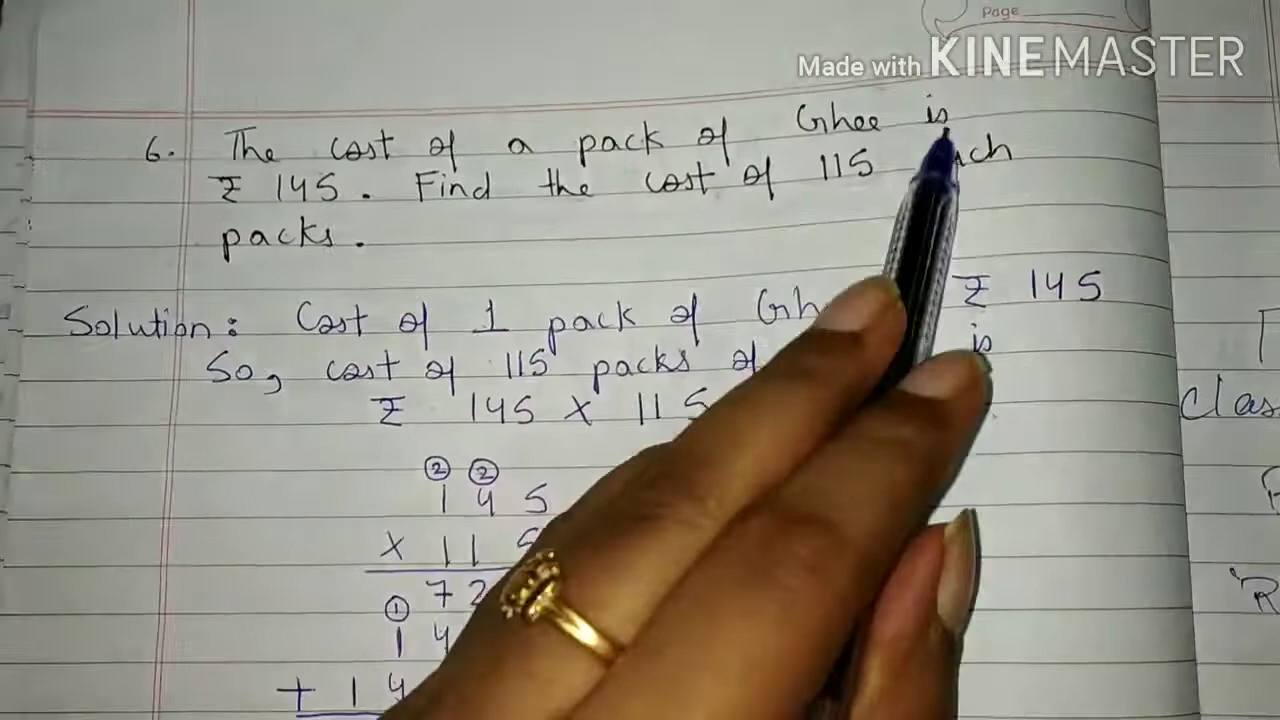 Page
Made with KINEMASTER
6. The cost of a pack of Ghee is
₹ 145. Find the cost of 115
packs.
Solution: Cost of 1 pack of ₹ 145
So, cost of 115 packs of is
₹ 145 X 115
2 2
1 4 5
X 1 1
7 2
1
1 4
+ 1 4